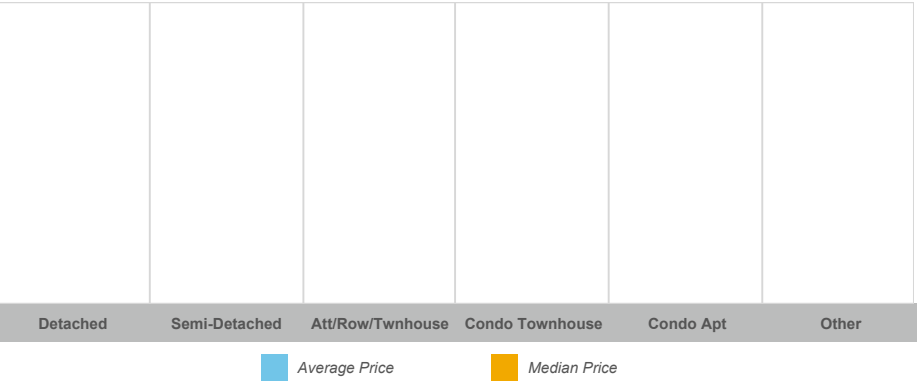 Detached Semi-Detached Att/Row/Twnhouse Condo Townhouse Condo Apt Other
Average Price Median Price